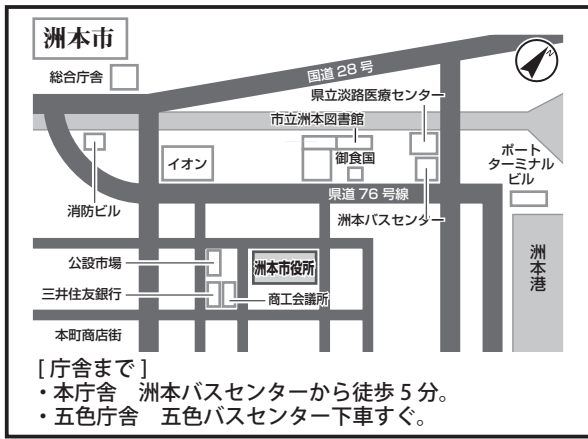 洲本市
総合庁舎
国道28号
県立淡路医療センター
市立洲本図書館
イオン
御食国
ポート
ターミナル
ビル
消防ビル
県道76号線
洲本バスセンター
公設市場
洲本市役所
洲本港
三井住友銀行
商工会議所
本町商店街
[庁舎まで]
・本庁舎　洲本バスセンターから徒歩5分。
・五色庁舎　五色バスセンター下車すぐ。